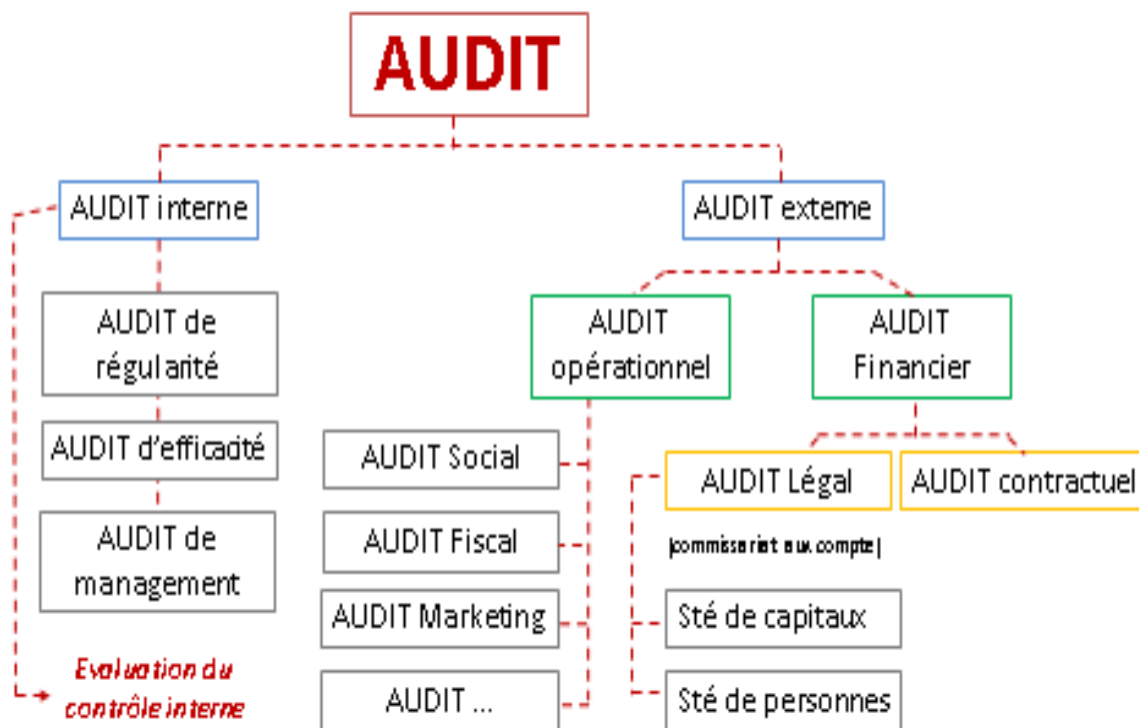 AUDIT
AUDIT interne
AUDIT externe
AUDIT de
régularité
AUDIT d'efficacité
AUDIT de
management
Evaluation du
contrôle interne
AUDIT
opérationnel
AUDIT Social
AUDIT Fiscal
AUDIT Marketing
AUDIT ...
AUDIT
Financier
AUDIT Légal
(commissariat aux compte)
Sté de capitaux
Sté de personnes
AUDIT contractuel